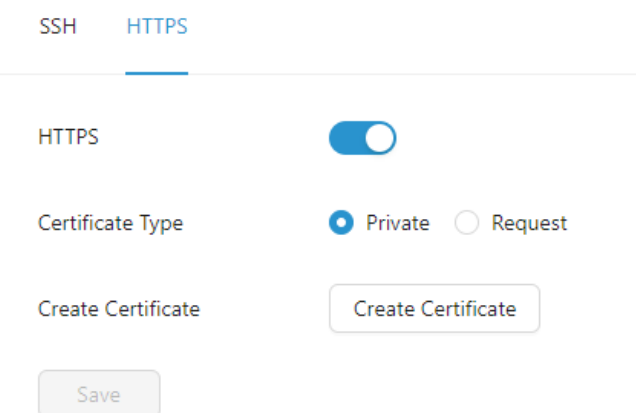 SSH HTTPS
HTTPS
Certificate Type Private Request
Create Certificate Create Certificate
Save